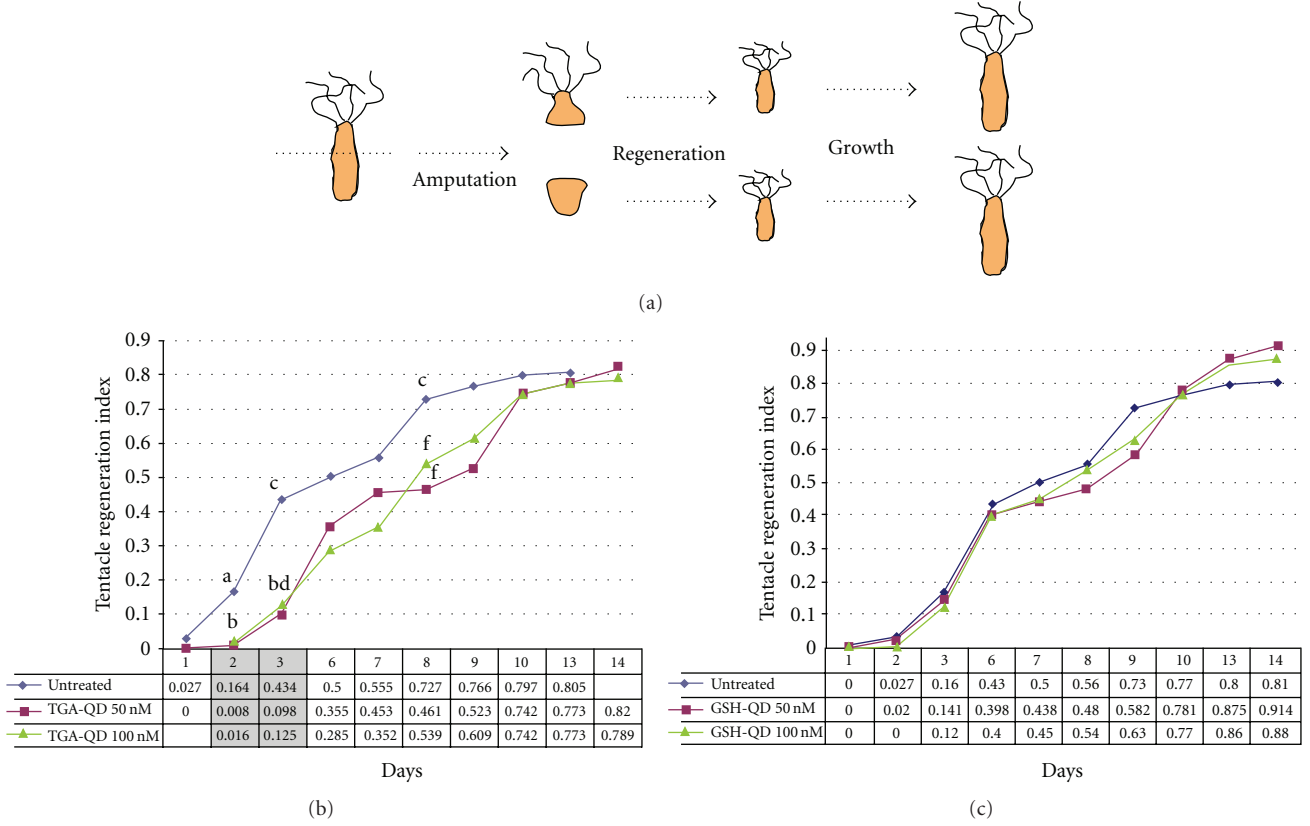 Amputation
Regeneration
Growth
(a)
Tentacle regeneration index
0.9
0.8
0.7
0.6
0.5
0.4
0.3
0.2
0.1
0
a
b
c
bd
c
f
f
1 2 3 6 7 8 9 10 13 14
Untreated 0.027 0.164 0.434 0.5 0.555 0.727 0.766 0.797 0.805
TGA-QD 50 nM 0 0.008 0.098 0.355 0.453 0.461 0.523 0.742 0.773 0.82
TGA-QD 100 nM 0.016 0.125 0.285 0.352 0.539 0.609 0.742 0.773 0.789
Days
(b)
Tentacle regeneration index
0.9
0.8
0.7
0.6
0.5
0.4
0.3
0.2
0.1
0
1 2 3 6 7 8 9 10 13 14
Untreated 0 0.027 0.16 0.43 0.5 0.56 0.73 0.77 0.8 0.81
GSH-QD 50 nM 0 0.02 0.141 0.398 0.438 0.48 0.582 0.781 0.875 0.914
GSH-QD 100 nM 0 0 0.12 0.4 0.45 0.54 0.63 0.77 0.86 0.88
Days
(c)